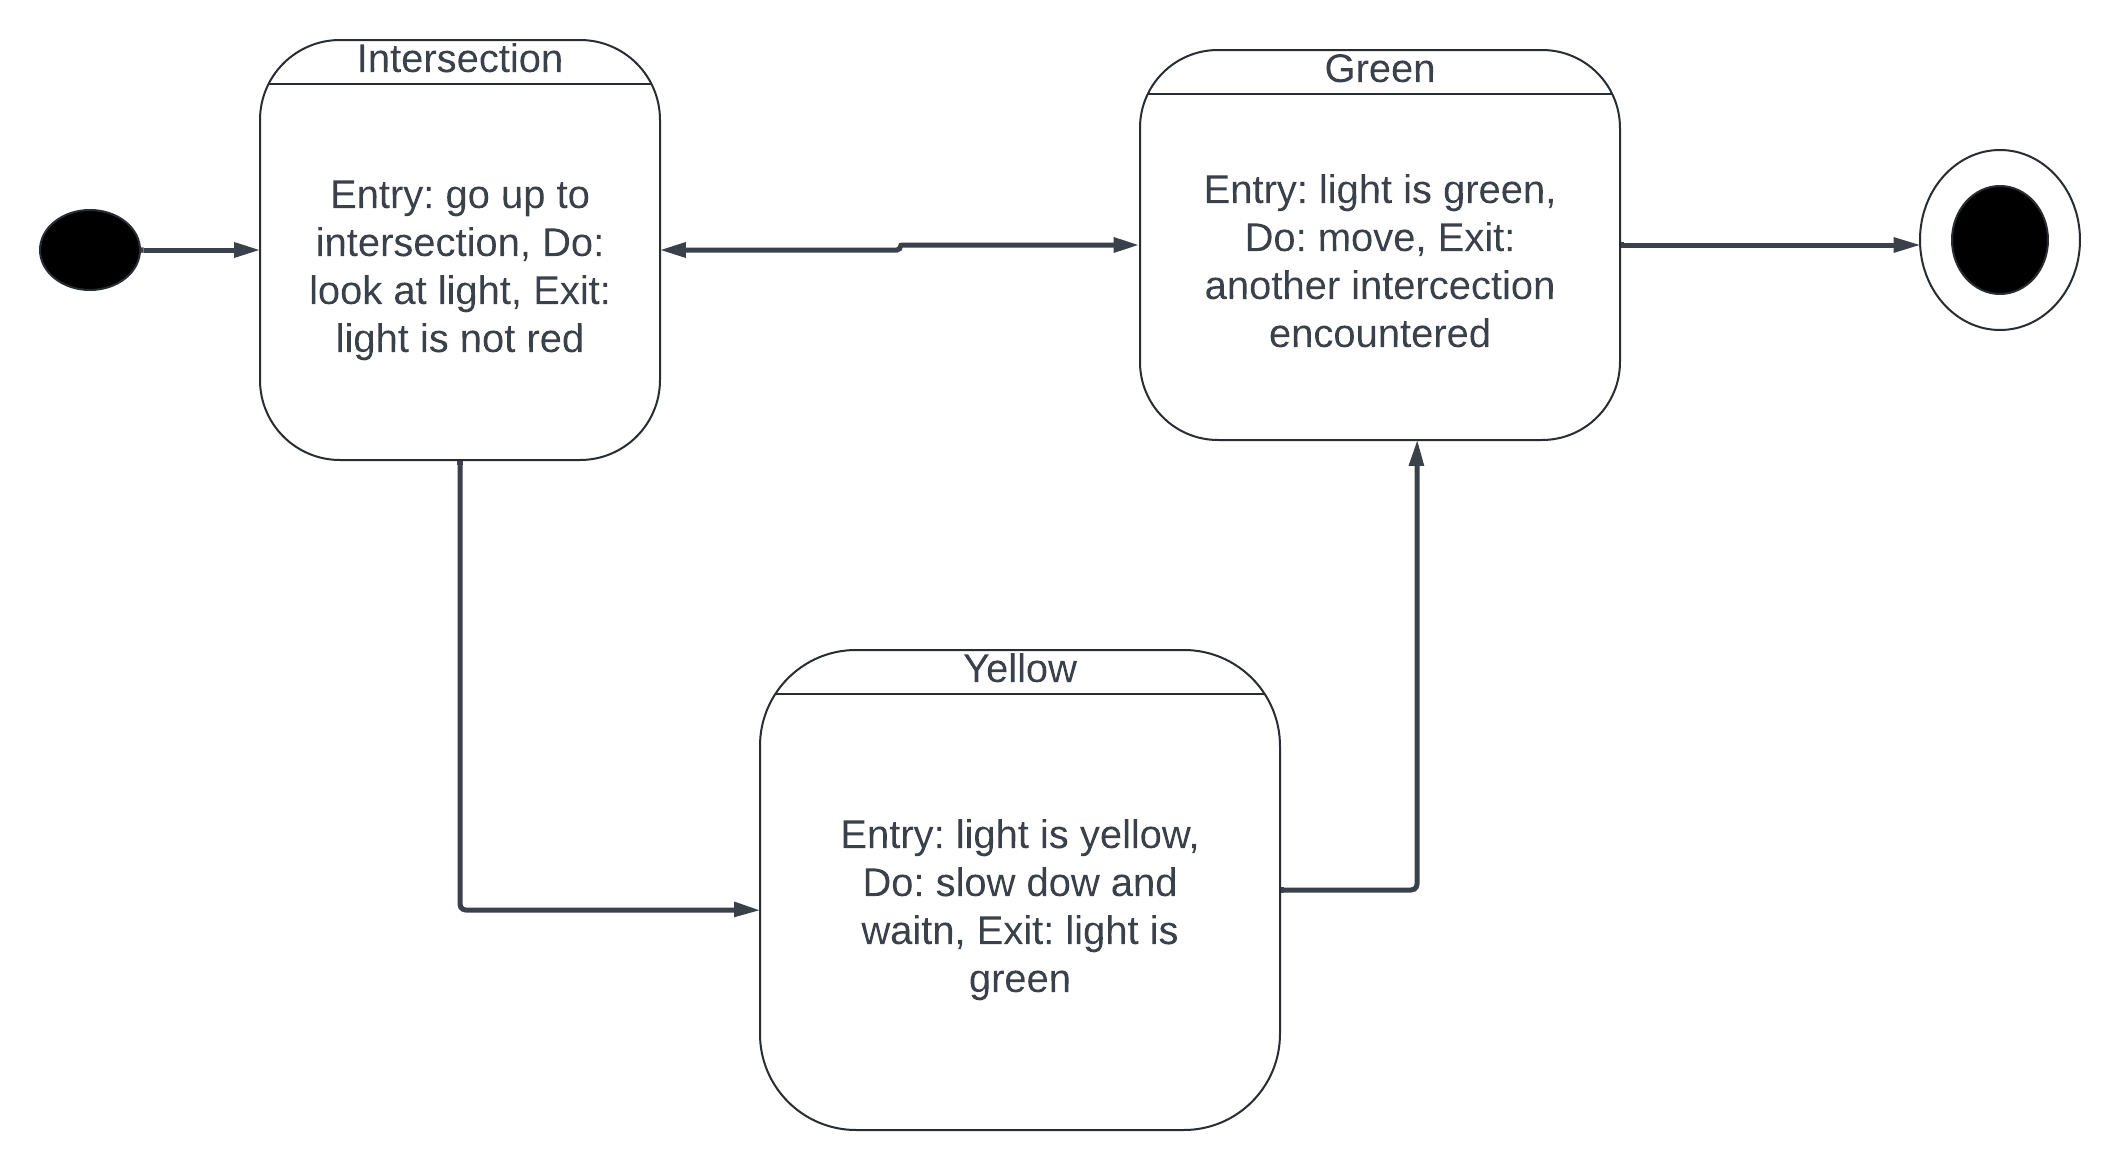 Intersection
Entry: go up to
intersection, Do:
look at light, Exit:
light is not red
Green
Entry: light is green,
Do: move, Exit:
another intercection
encountered
Yellow
Entry: light is yellow,
Do: slow dow and
waitn, Exit: light is
green